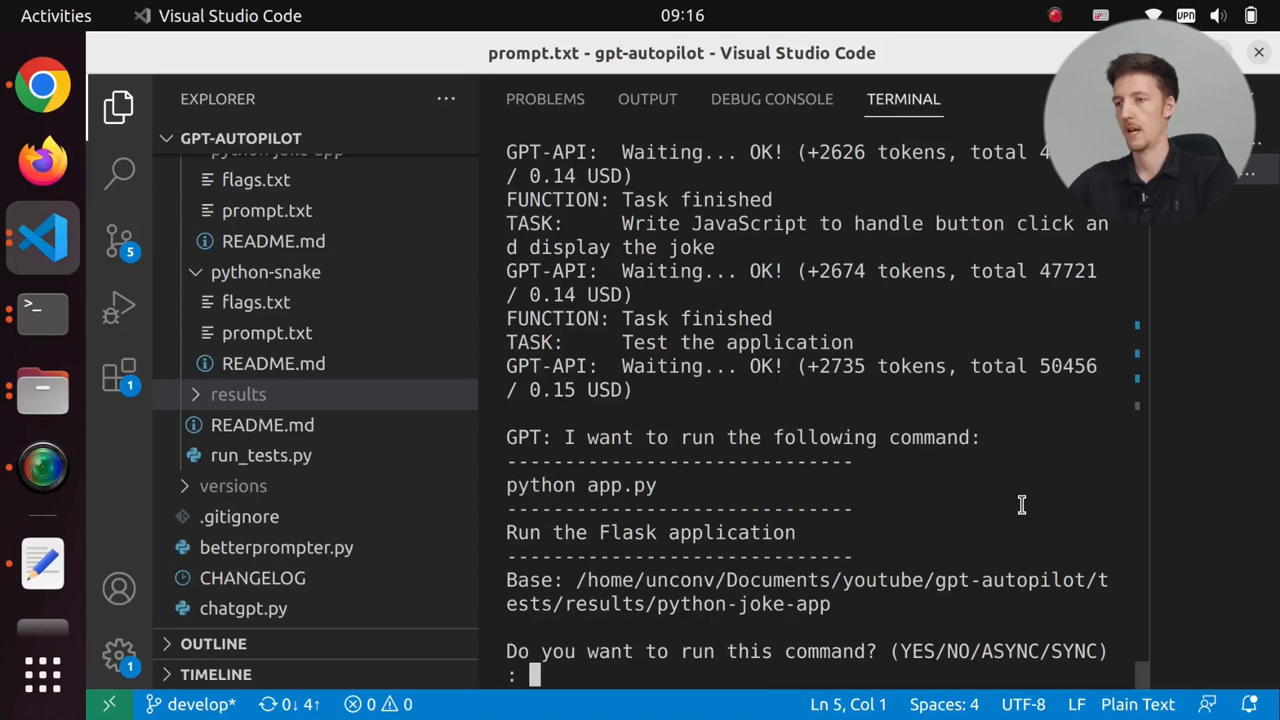 Activities
Visual Studio Code
09:16
VPN
prompt.txt - gpt-autopilot - Visual Studio Code
EXPLORER
PROBLEMS
OUTPUT
DEBUG CONSOLE
TERMINAL
GPT-AUTOPILOT
python-joke-app
flags.txt
prompt.txt
README.md
python-snake
flags.txt
prompt.txt
README.md
results
README.md
run_tests.py
versions
.gitignore
betterprompter.py
CHANGELOG
chatgpt.py
OUTLINE
TIMELINE
5
1
1
GPT-API:  Waiting... OK! (+2626 tokens, total 4
/ 0.14 USD)
FUNCTION: Task finished
TASK:     Write JavaScript to handle button click an
d display the joke
GPT-API:  Waiting... OK! (+2674 tokens, total 47721
/ 0.14 USD)
FUNCTION: Task finished
TASK:     Test the application
GPT-API:  Waiting... OK! (+2735 tokens, total 50456
/ 0.15 USD)
GPT: I want to run the following command:
------------------------------
python app.py
------------------------------
Run the Flask application
------------------------------
Base: /home/unconv/Documents/youtube/gpt-autopilot/t
ests/results/python-joke-app
Do you want to run this command? (YES/NO/ASYNC/SYNC)
:
develop*
0↓ 4↑
0
0
Ln 5, Col 1
Spaces: 4
UTF-8
LF
Plain Text